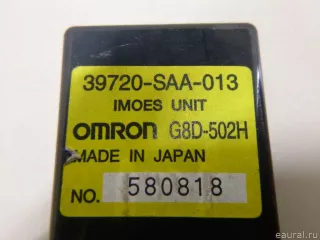 39720-SAA-013
IMOES UNIT
OMRON G8D-502H
MADE IN JAPAN
NO. 580818
eaural.ru